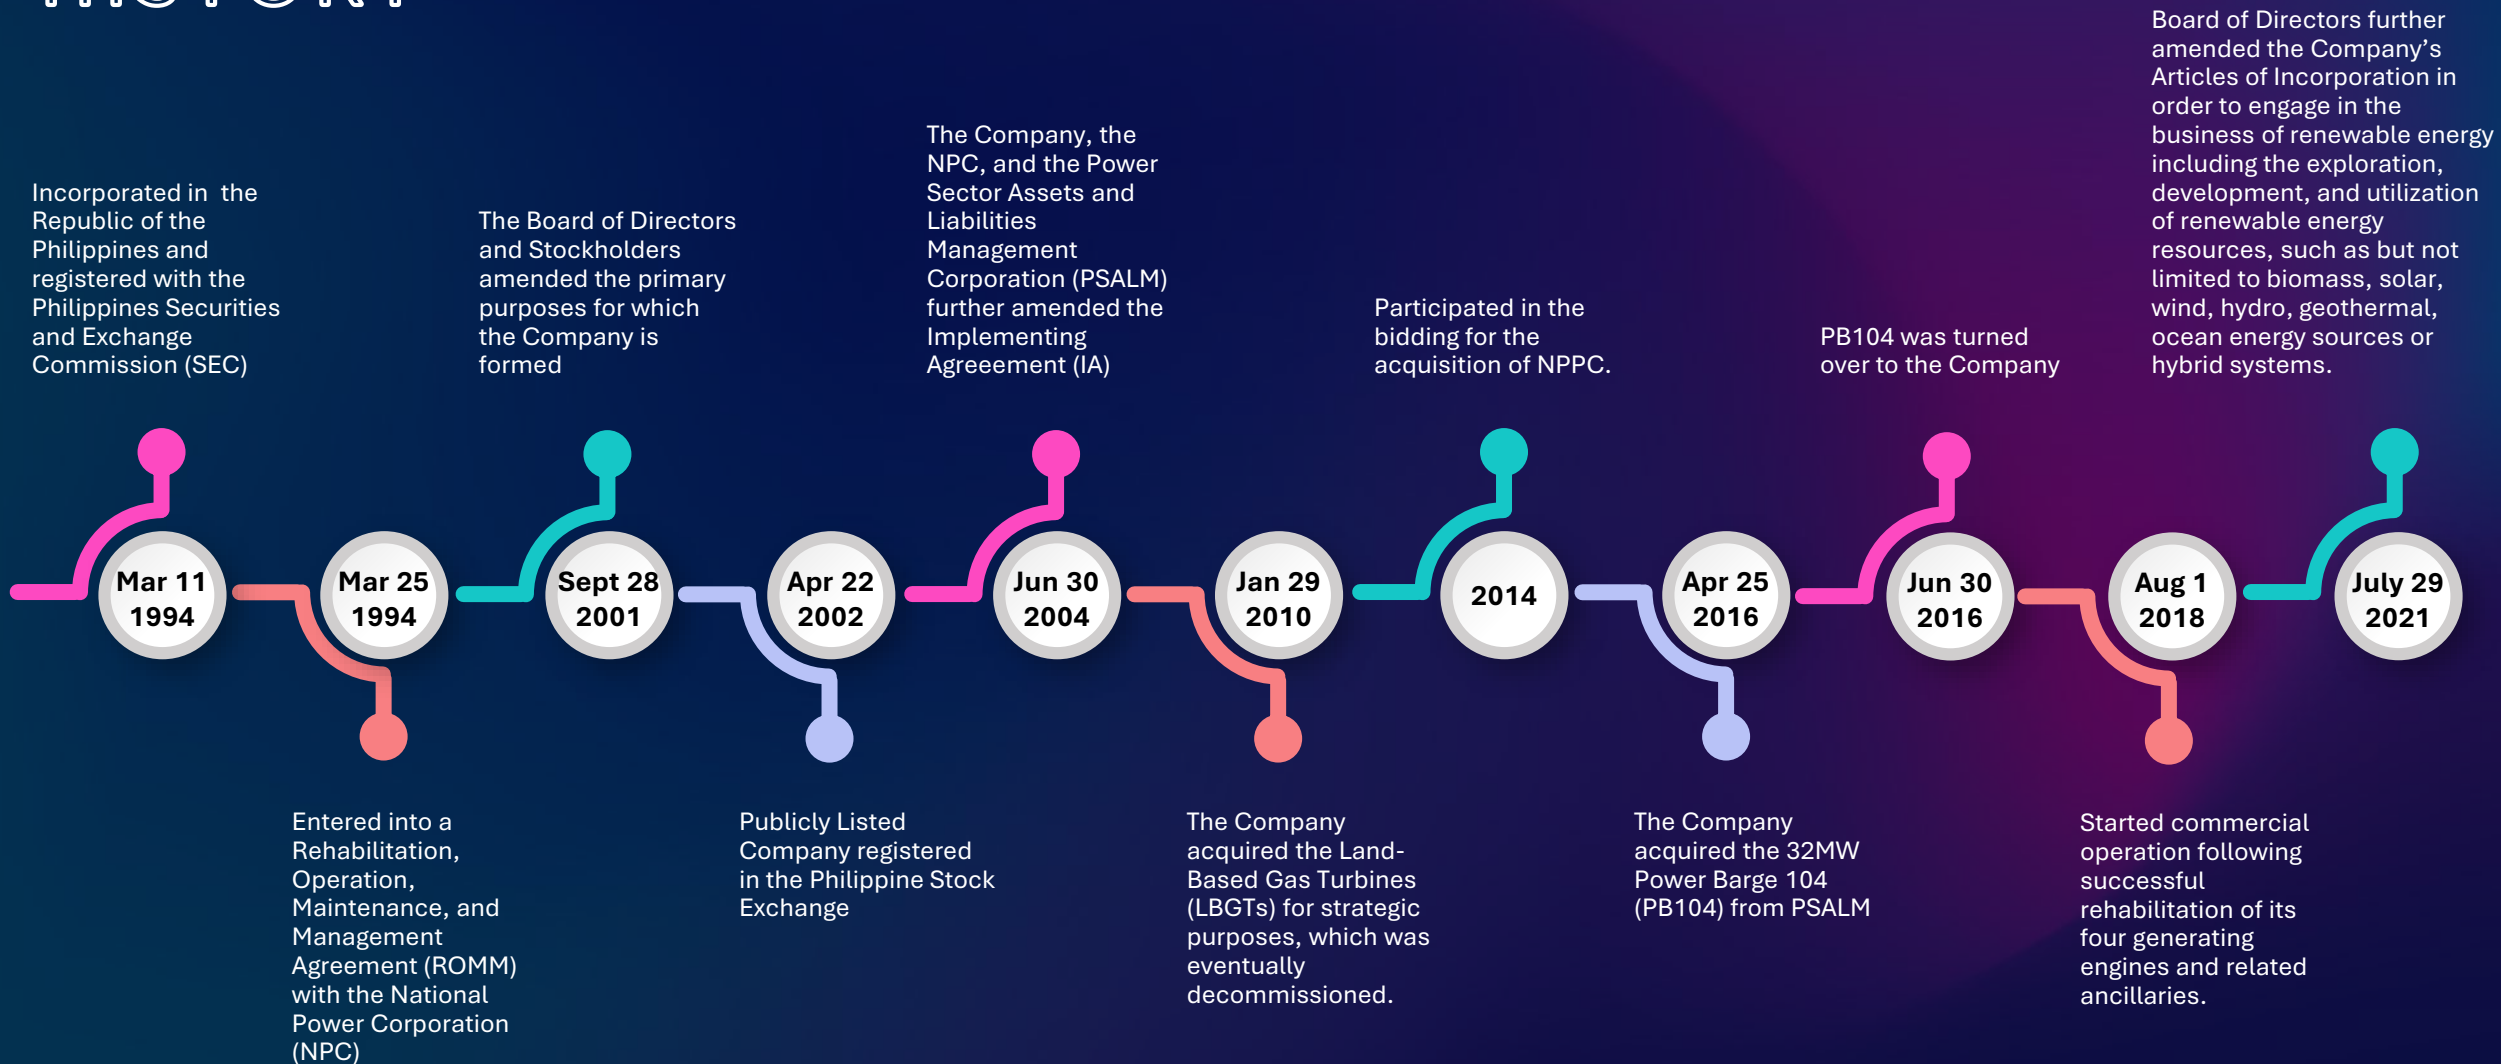 HISTORY
Incorporated in the
Republic of the
Philippines and
registered with the
Philippines Securities
and Exchange
Commission (SEC)
Mar 11
1994
Mar 25
1994
Entered into a
Rehabilitation,
Operation,
Maintenance, and
Management
Agreement (ROMM)
with the National
Power Corporation
(NPC)
The Board of Directors
and Stockholders
amended the primary
purposes for which
the Company is
formed
Sept 28
2001
Apr 22
2002
Publicly Listed
Company registered
in the Philippine Stock
Exchange
The Company, the
NPC, and the Power
Sector Assets and
Liabilities
Management
Corporation (PSALM)
further amended the
Implementing
Agreeement (IA)
Jun 30
2004
Jan 29
2010
The Company
acquired the Land-
Based Gas Turbines
(LBGTs) for strategic
purposes, which was
eventually
decommissioned.
Participated in the
bidding for the
acquisition of NPPC.
2014
Apr 25
2016
The Company
acquired the 32MW
Power Barge 104
(PB104) from PSALM
PB104 was turned
over to the Company
Jun 30
2016
Aug 1
2018
Started commercial
operation following
successful
rehabilitation of its
four generating
engines and related
ancillaries.
Board of Directors further
amended the Company’s
Articles of Incorporation in
order to engage in the
business of renewable energy
including the exploration,
development, and utilization
of renewable energy
resources, such as but not
limited to biomass, solar,
wind, hydro, geothermal,
ocean energy sources or
hybrid systems.
July 29
2021